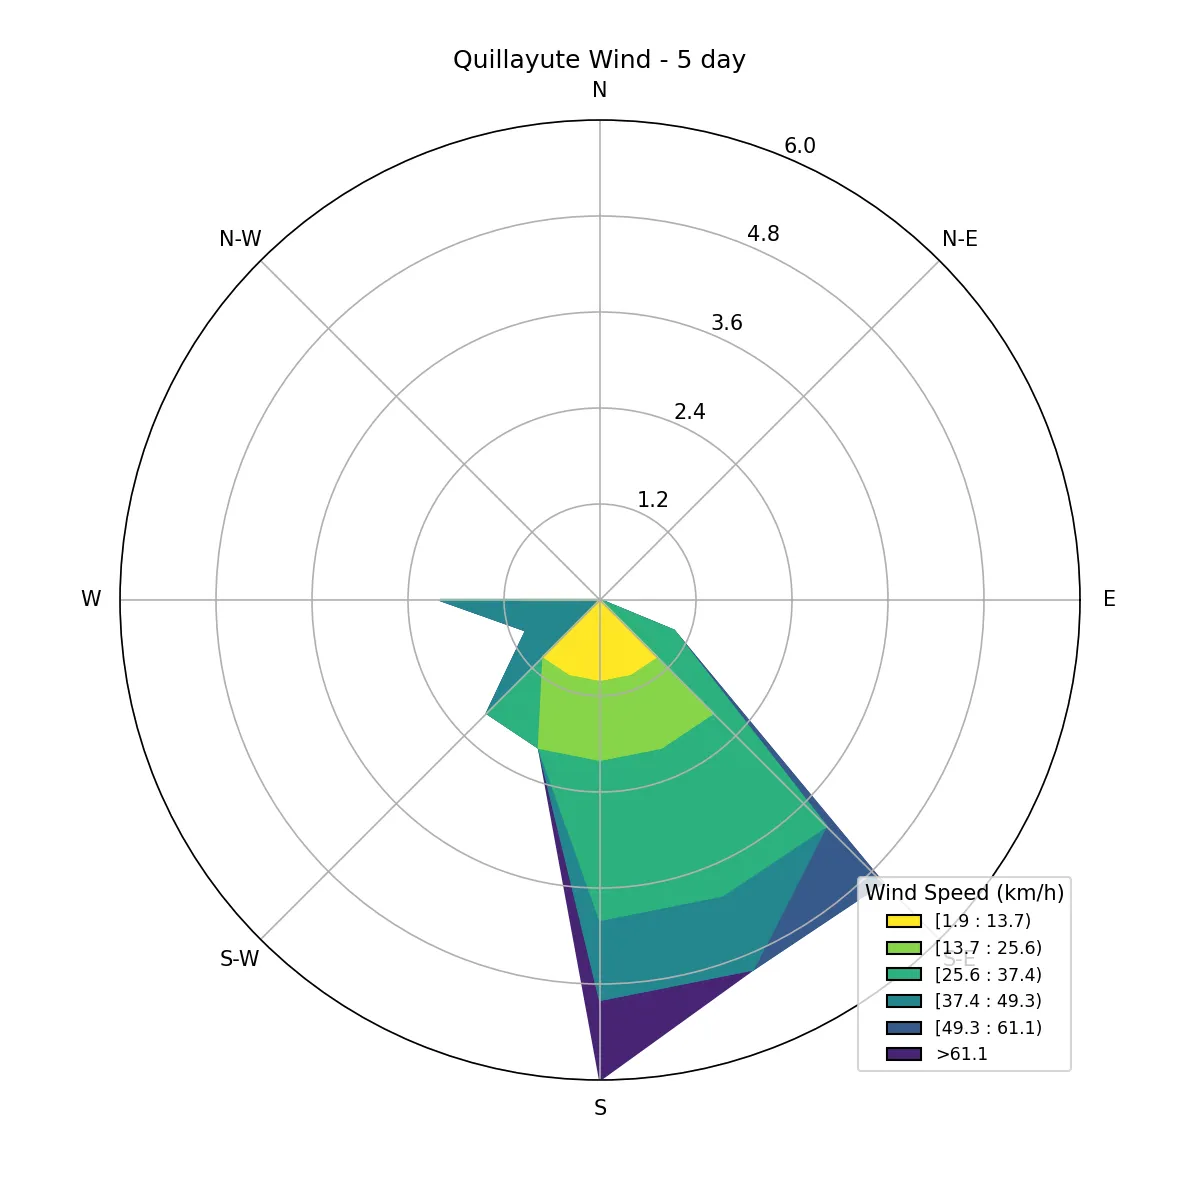 Quillayute Wind - 5 day
N
6.0
N-W
4.8
N-E
3.6
2.4
1.2
W
E
Wind Speed (km/h)
[1.9 : 13.7)
[13.7 : 25.6)
S-W
S-E
[25.6 : 37.4)
[37.4 : 49.3)
[49.3 : 61.1)
>61.1
S